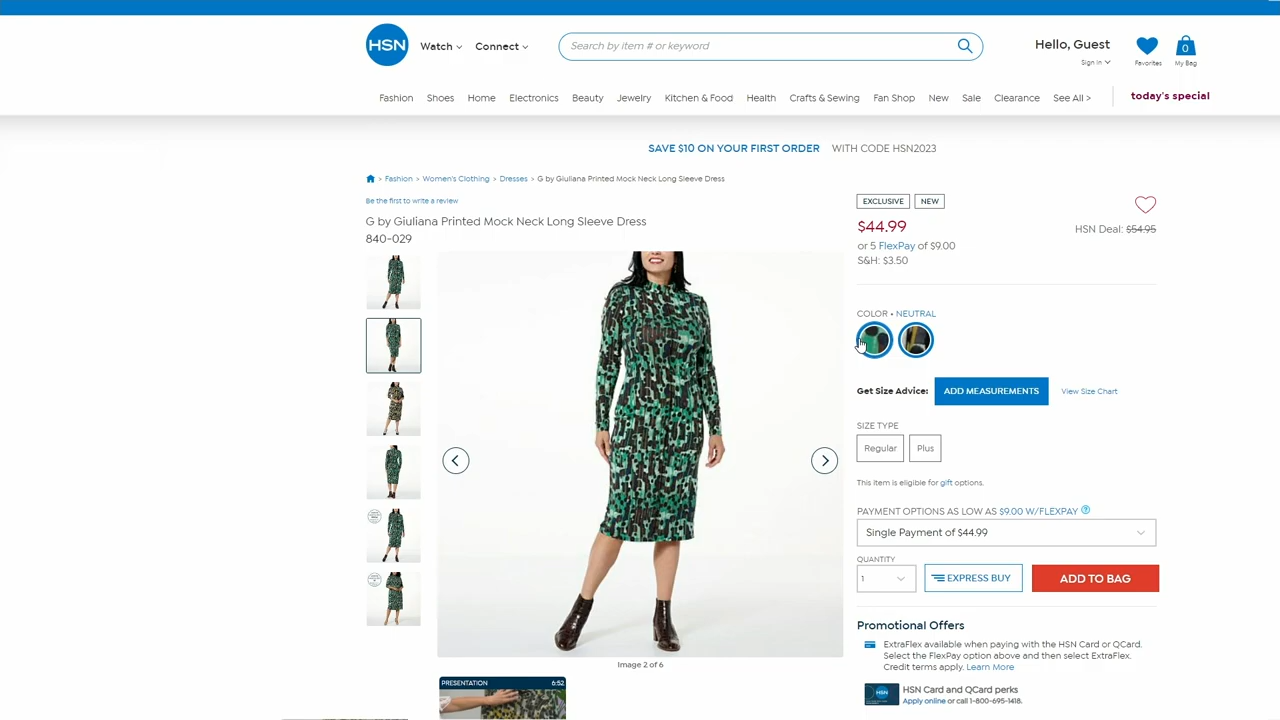 HSN
Watch
Connect
Search by item # or keyword
Hello, Guest
Sign In
Favorites
0
My Bag
Fashion Shoes Home Electronics Beauty Jewelry Kitchen & Food Health Crafts & Sewing Fan Shop New Sale Clearance See All >
today's special
SAVE $10 ON YOUR FIRST ORDER WITH CODE HSN2023
> Fashion > Women's Clothing > Dresses > G by Giuliana Printed Mock Neck Long Sleeve Dress
Be the first to write a review
G by Giuliana Printed Mock Neck Long Sleeve Dress
840-029
EXCLUSIVE
NEW
$44.99
HSN Deal: $54.95
or 5 FlexPay of $9.00
S&H: $3.50
COLOR • NEUTRAL
Get Size Advice:
ADD MEASUREMENTS
View Size Chart
SIZE TYPE
Regular
Plus
This item is eligible for gift options.
PAYMENT OPTIONS AS LOW AS $9.00 W/FLEXPAY ?
Single Payment of $44.99
QUANTITY
1
EXPRESS BUY
ADD TO BAG
Promotional Offers
ExtraFlex available when paying with the HSN Card or QCard.
Select the FlexPay option above and then select ExtraFlex.
Credit terms apply. Learn More
HSN
HSN Card and QCard perks
Apply online or call 1-800-695-1418.
Image 2 of 6
PRESENTATION 6:52